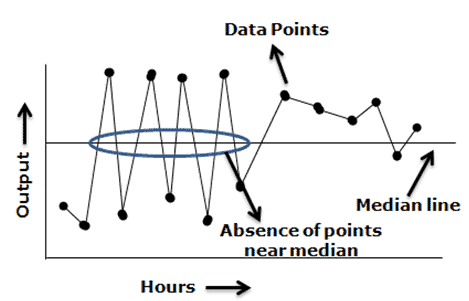 Data Points
Output
Median line
Absence of points
near median
Hours